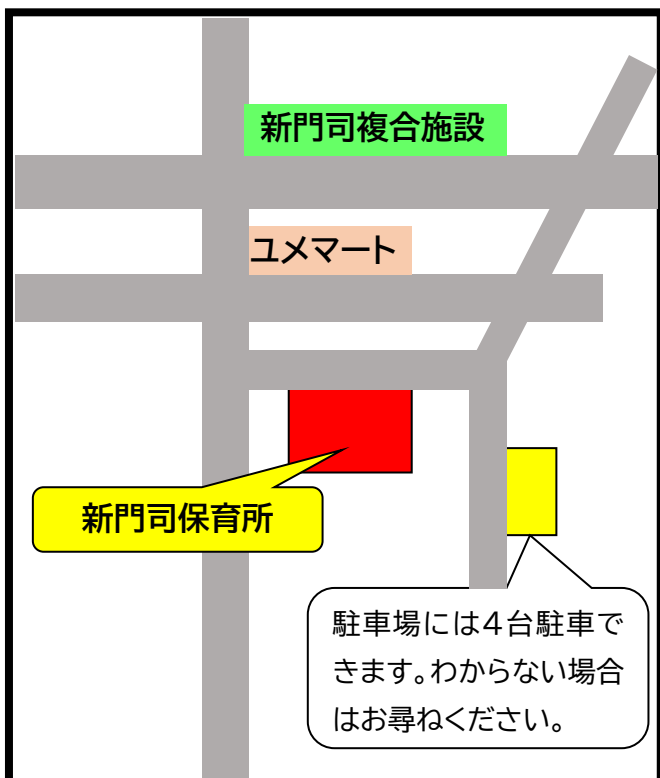 新門司複合施設
ユメマート
新門司保育所
駐車場には4台駐車で
きます。わからない場合
はお尋ねください。